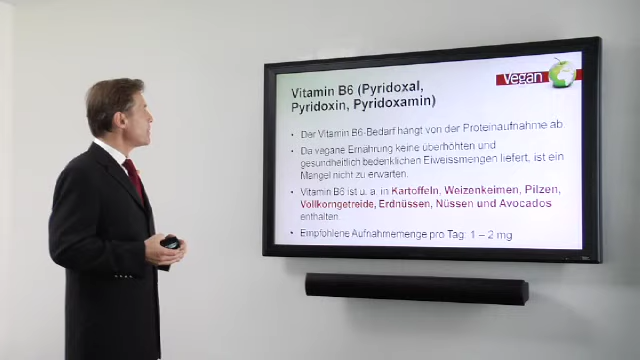 Vegan
Vitamin B6 (Pyridoxal,
Pyridoxin, Pyridoxamin)
• Der Vitamin B6-Bedarf hängt von der Proteinaufnahme ab
• Da vegane Ernährung keine überhöhten und
gesundheitlich bedenklichen Eiweissmengen liefert, ist ein
Mangel nicht zu erwarten.
• Vitamin B6 ist u. a. in Kartoffeln, Weizenkeimen, Pilzen,
Vollkorngetreide, Erdnüssen, Nüssen und Avocados
enthalten.
• Empfohlene Aufnahmemenge pro Tag: 1 – 2 mg